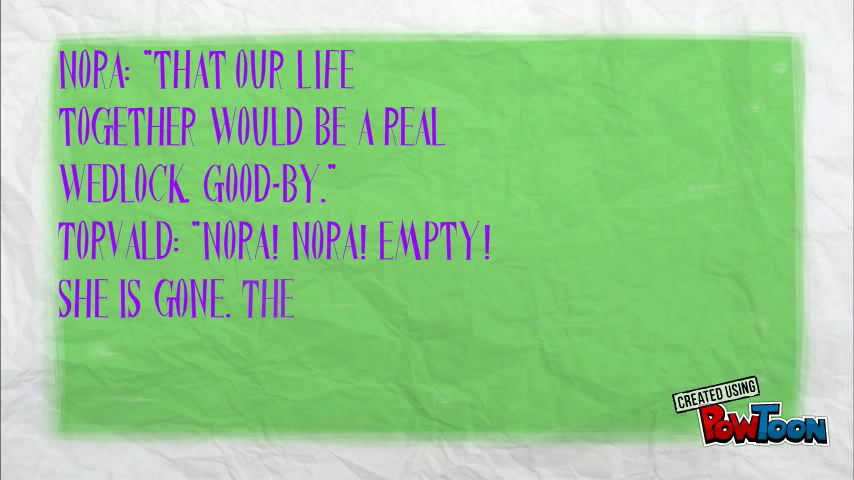 NORA: "THAT OUR LIFE
TOGETHER WOULD BE A REAL
WEDLOCK. GOOD-BY."
TORVALD: "NORA! NORA! EMPTY!
SHE IS GONE. THE
CREATED USING
POWTOON